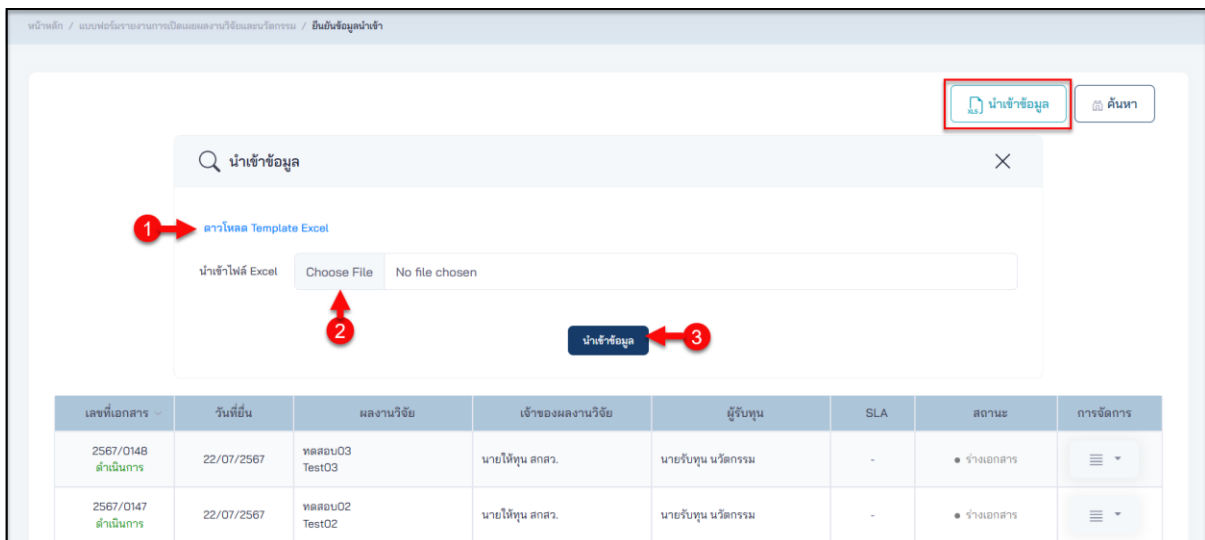 หน้าหลัก / แบบฟอร์มรายงานการเปิดเผยผลงานวิจัยและนวัตกรรม / ยืนยันข้อมูลนำเข้า
XLS นำเข้าข้อมูล ค้นหา
นำเข้าข้อมูล
1 ดาวโหลด Template Excel
นำเข้าไฟล์ Excel Choose File No file chosen
2
นำเข้าข้อมูล 3
เลขที่เอกสาร วันที่ยื่น ผลงานวิจัย เจ้าของผลงานวิจัย ผู้รับทุน SLA สถานะ การจัดการ
2567/0148 22/07/2567 ทดสอบ03 นายให้ทุน สกสว. นายรับทุน นวัตกรรม - ร่างเอกสาร
ดำเนินการ Test03
2567/0147 22/07/2567 ทดสอบ02 นายให้ทุน สกสว. นายรับทุน นวัตกรรม - ร่างเอกสาร
ดำเนินการ Test02